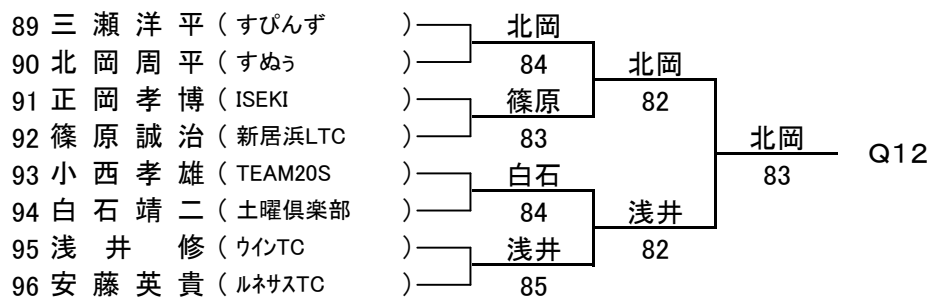 89 三 瀬 洋 平 ( すぴんず ) 北岡
90 北 岡 周 平 ( すぬぅ ) 84 北岡
91 正 岡 孝 博 ( ISEKI ) 篠原 82
92 篠 原 誠 治 ( 新居浜LTC ) 83 北岡 Q12
93 小 西 孝 雄 ( TEAM20S ) 白石 83
94 白 石 靖 二 ( 土曜倶楽部 ) 84 浅井
95 浅 井 修 ( ウインTC ) 浅井 82
96 安 藤 英 貴 ( ルネサスTC ) 85